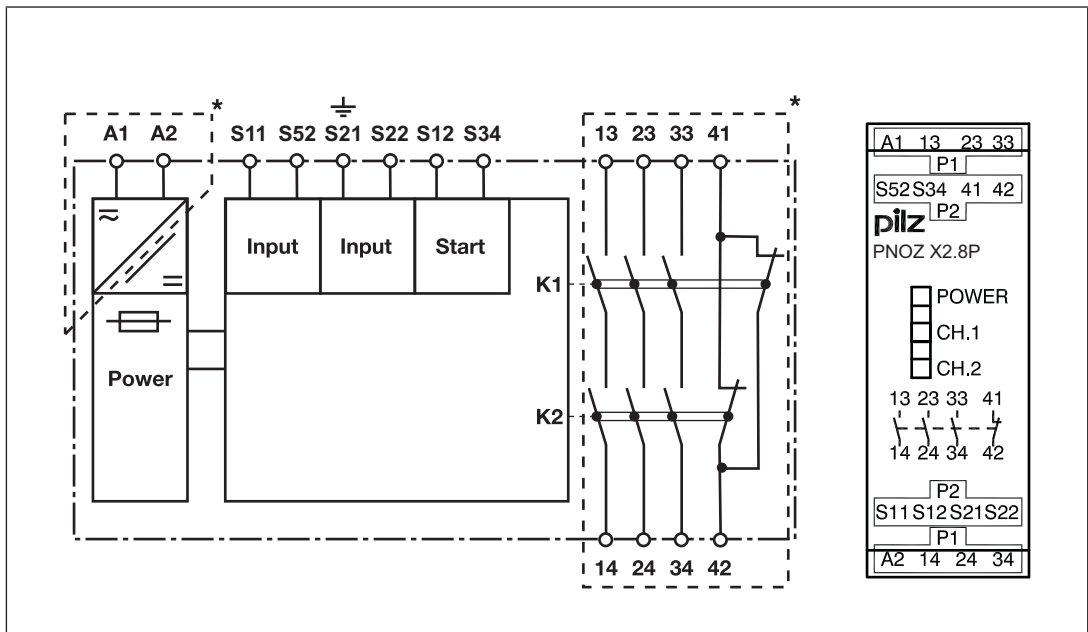 * *
A1 A2 S11 S52 S21 S22 S12 S34 13 23 33 41
Input Input Start
K1
Power
K2
14 24 34 42
A1 13 23 33
P1
S52 S34 41 42
P2
pilz
PNOZ X2.8P
POWER
CH.1
CH.2
13 23 33 41
14 24 34 42
P2
S11 S12 S21 S22
P1
A2 14 24 34